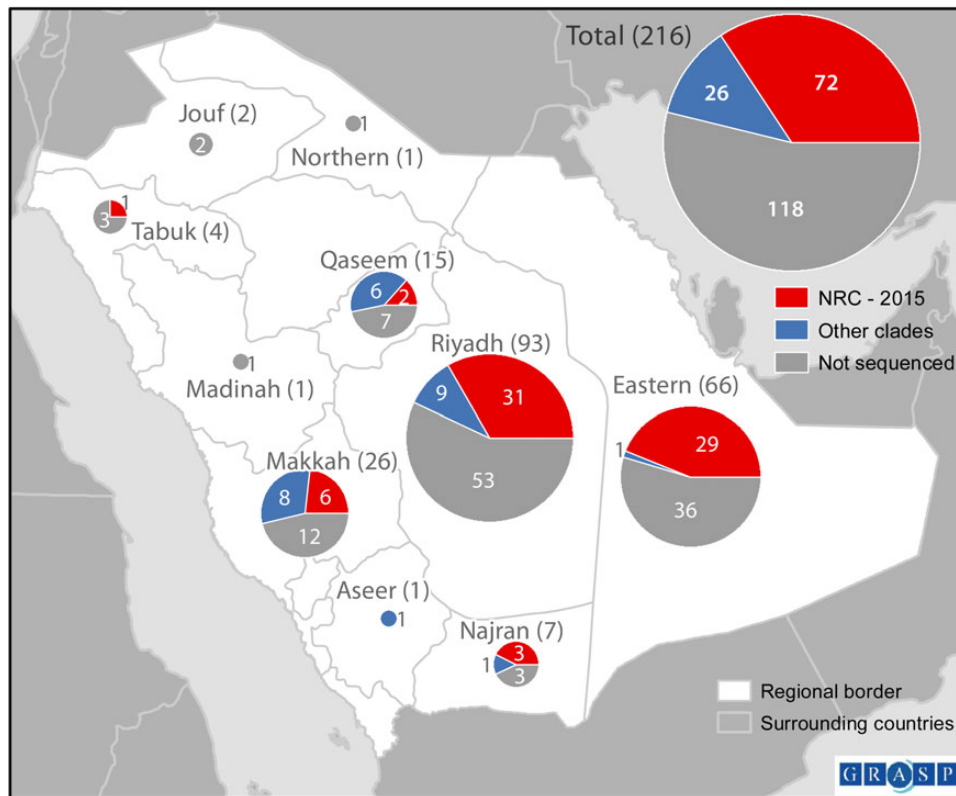 Total (216)
72
26
118
NRC - 2015
Other clades
Not sequenced
Jouf (2)
2
1
Northern (1)
1
3
Tabuk (4)
Qaseem (15)
6
2
7
1
Madinah (1)
Riyadh (93)
9
31
53
Eastern (66)
1
29
36
Makkah (26)
8
6
12
Aseer (1)
1
Najran (7)
3
1
3
Regional border
Surrounding countries
GRASP